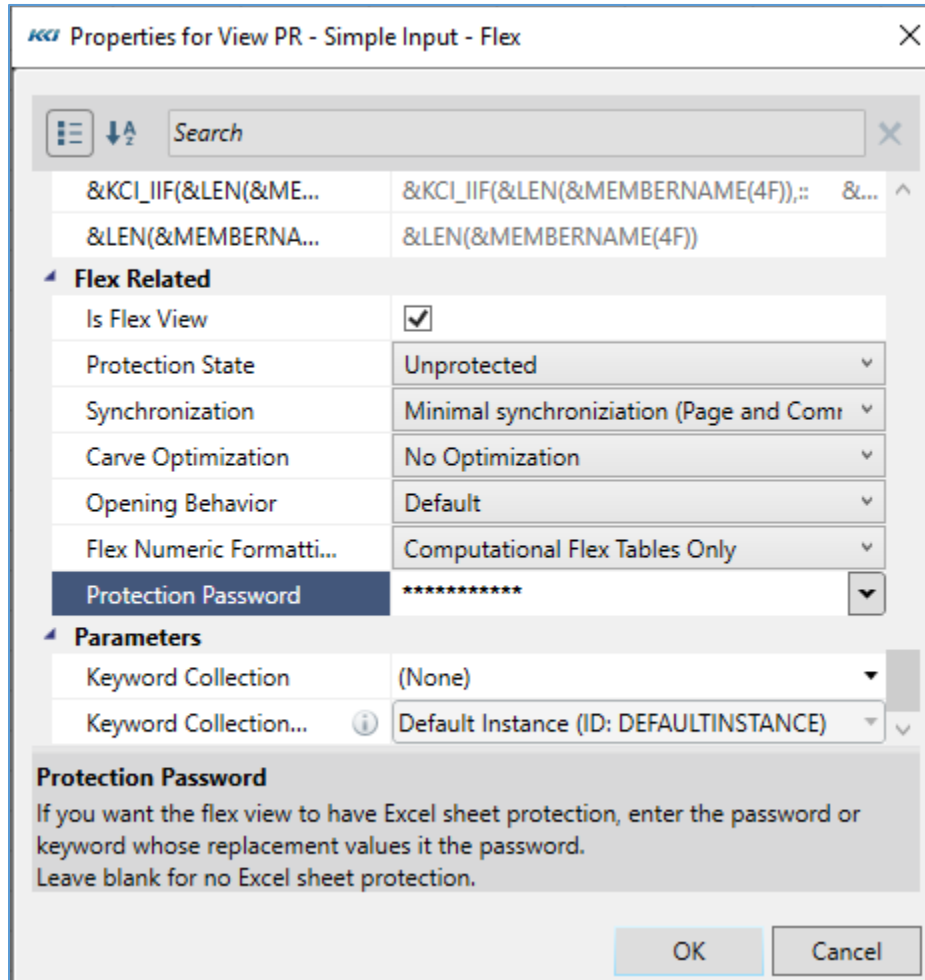 KCI Properties for View PR - Simple Input - Flex
Search
&KCI_IIF(&LEN(&ME... &KCI_IIF(&LEN(&MEMBERNAME(4F)),:: &...
&LEN(&MEMBERNA... &LEN(&MEMBERNAME(4F))
Flex Related
Is Flex View
Protection State Unprotected
Synchronization Minimal synchroniziation (Page and Comr
Carve Optimization No Optimization
Opening Behavior Default
Flex Numeric Formatti... Computational Flex Tables Only
Protection Password ***********
Parameters
Keyword Collection (None)
Keyword Collection... Default Instance (ID: DEFAULTINSTANCE)
Protection Password
If you want the flex view to have Excel sheet protection, enter the password or
keyword whose replacement values it the password.
Leave blank for no Excel sheet protection.
OK Cancel